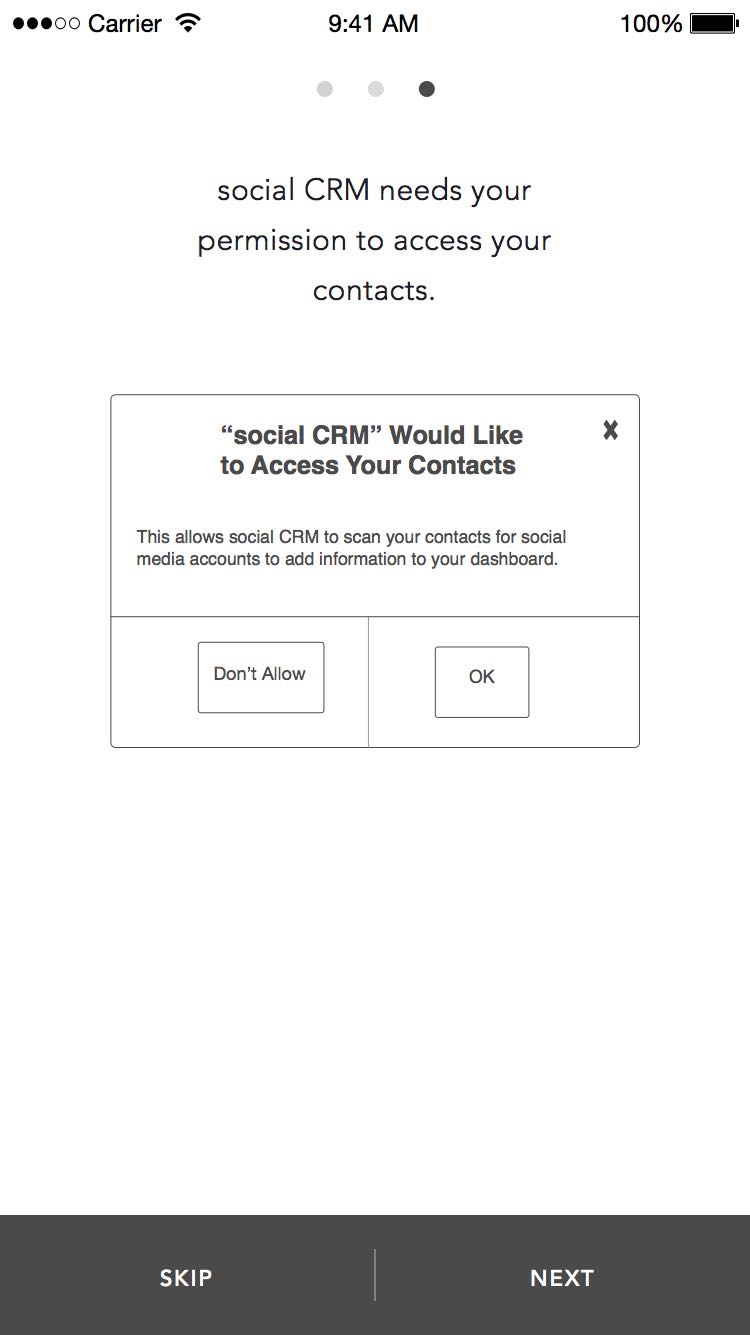 Carrier 9:41 AM 100%
social CRM needs your
permission to access your
contacts.
“social CRM” Would Like
to Access Your Contacts
This allows social CRM to scan your contacts for social
media accounts to add information to your dashboard.
Don’t Allow OK
SKIP NEXT